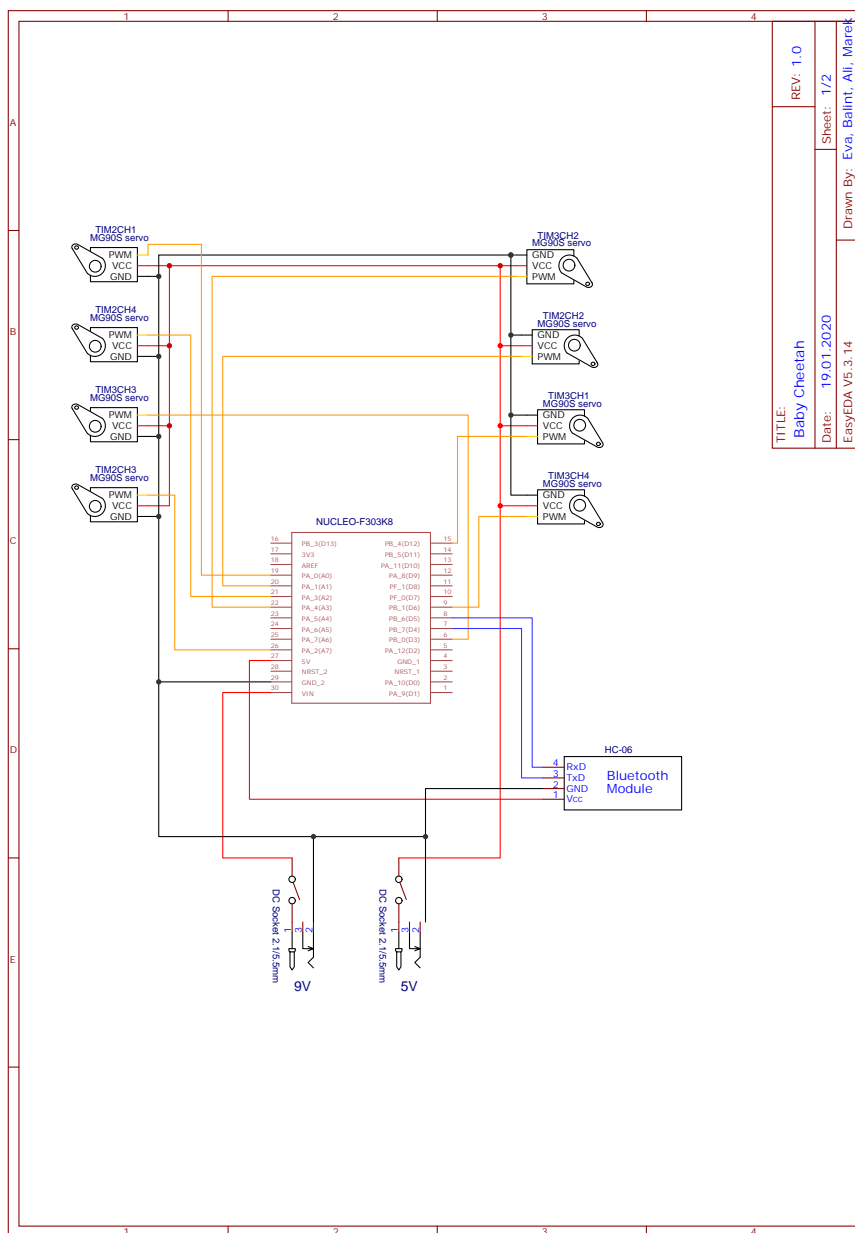 1
2
3
4
A
B
C
D
E
TITLE:
Baby Cheetah
REV: 1.0
Date: 19.01.2020
Sheet: 1/2
EasyEDA V5.3.14
Drawn By: Eva, Balint, Ali, Marek
TIM2CH1
MG90S servo
PWM
VCC
GND
TIM2CH4
MG90S servo
PWM
VCC
GND
TIM3CH3
MG90S servo
PWM
VCC
GND
TIM2CH3
MG90S servo
PWM
VCC
GND
TIM3CH2
MG90S servo
GND
VCC
PWM
TIM2CH2
MG90S servo
GND
VCC
PWM
TIM3CH1
MG90S servo
GND
VCC
PWM
TIM3CH4
MG90S servo
GND
VCC
PWM
NUCLEO-F303K8
16 PB_3(D13) PB_4(D12) 15
17 3V3 PB_5(D11) 14
18 AREF PA_11(D10) 13
19 PA_0(A0) PA_8(D9) 12
20 PA_1(A1) PF_1(D8) 11
21 PA_3(A2) PF_0(D7) 10
22 PA_4(A3) PB_1(D6) 9
23 PA_5(A4) PB_6(D5) 8
24 PA_6(A5) PB_7(D4) 7
25 PA_7(A6) PB_0(D3) 6
26 PA_2(A7) PA_12(D2) 5
27 5V GND_1 4
28 NRST_2 NRST_1 3
29 GND_2 PA_10(D0) 2
30 VIN PA_9(D1) 1
HC-06
4 RxD
3 TxD
2 GND
1 Vcc
Bluetooth
Module
DC Socket 2.1/5.5mm
1
3
2
9V
DC Socket 2.1/5.5mm
1
3
2
5V
1
2
3
4